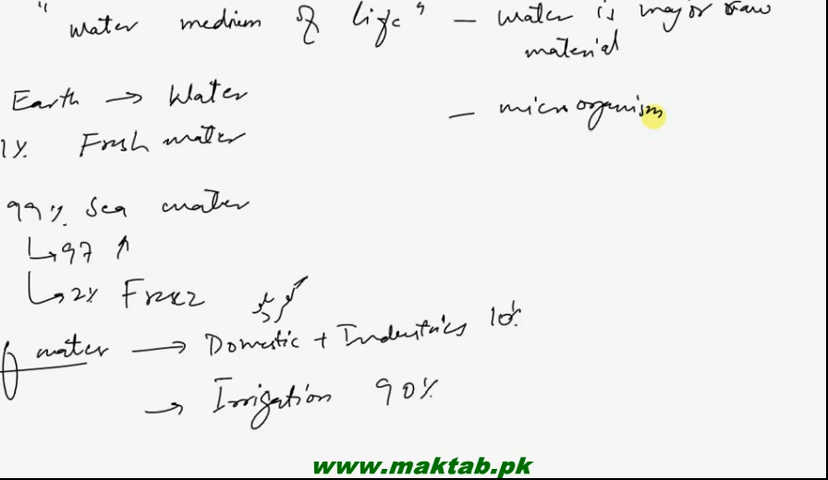 "Water medium of life" – water is major raw
material
Earth → Water
– microorganism
1% Fresh water
99% Sea water
↳ 97 ↑
↳ 2% Freez
water → Domestic + Industries 10%
→ Irrigation 90%
www.maktab.pk